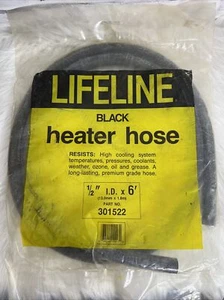 LIFELINE
BLACK
heater hose
RESISTS: High cooling system
temperatures, pressures, coolants,
weather, ozone, oil and grease. A
long-lasting, premium grade hose.
1/2" I.D. x 6'
PART NO.
301522